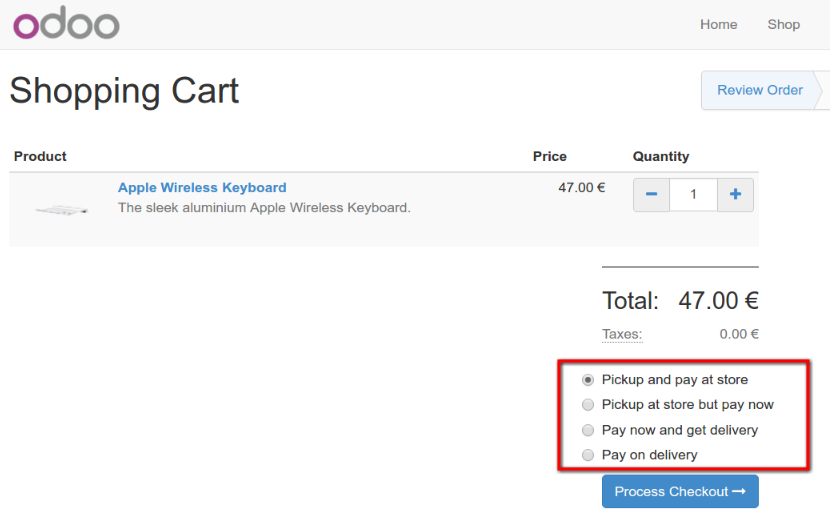 odoo
Home Shop
Shopping Cart
Review Order
Product Price Quantity
Apple Wireless Keyboard 47.00 € − 1 +
The sleek aluminium Apple Wireless Keyboard.
Total: 47.00 €
Taxes: 0.00 €
Pickup and pay at store
Pickup at store but pay now
Pay now and get delivery
Pay on delivery
Process Checkout →